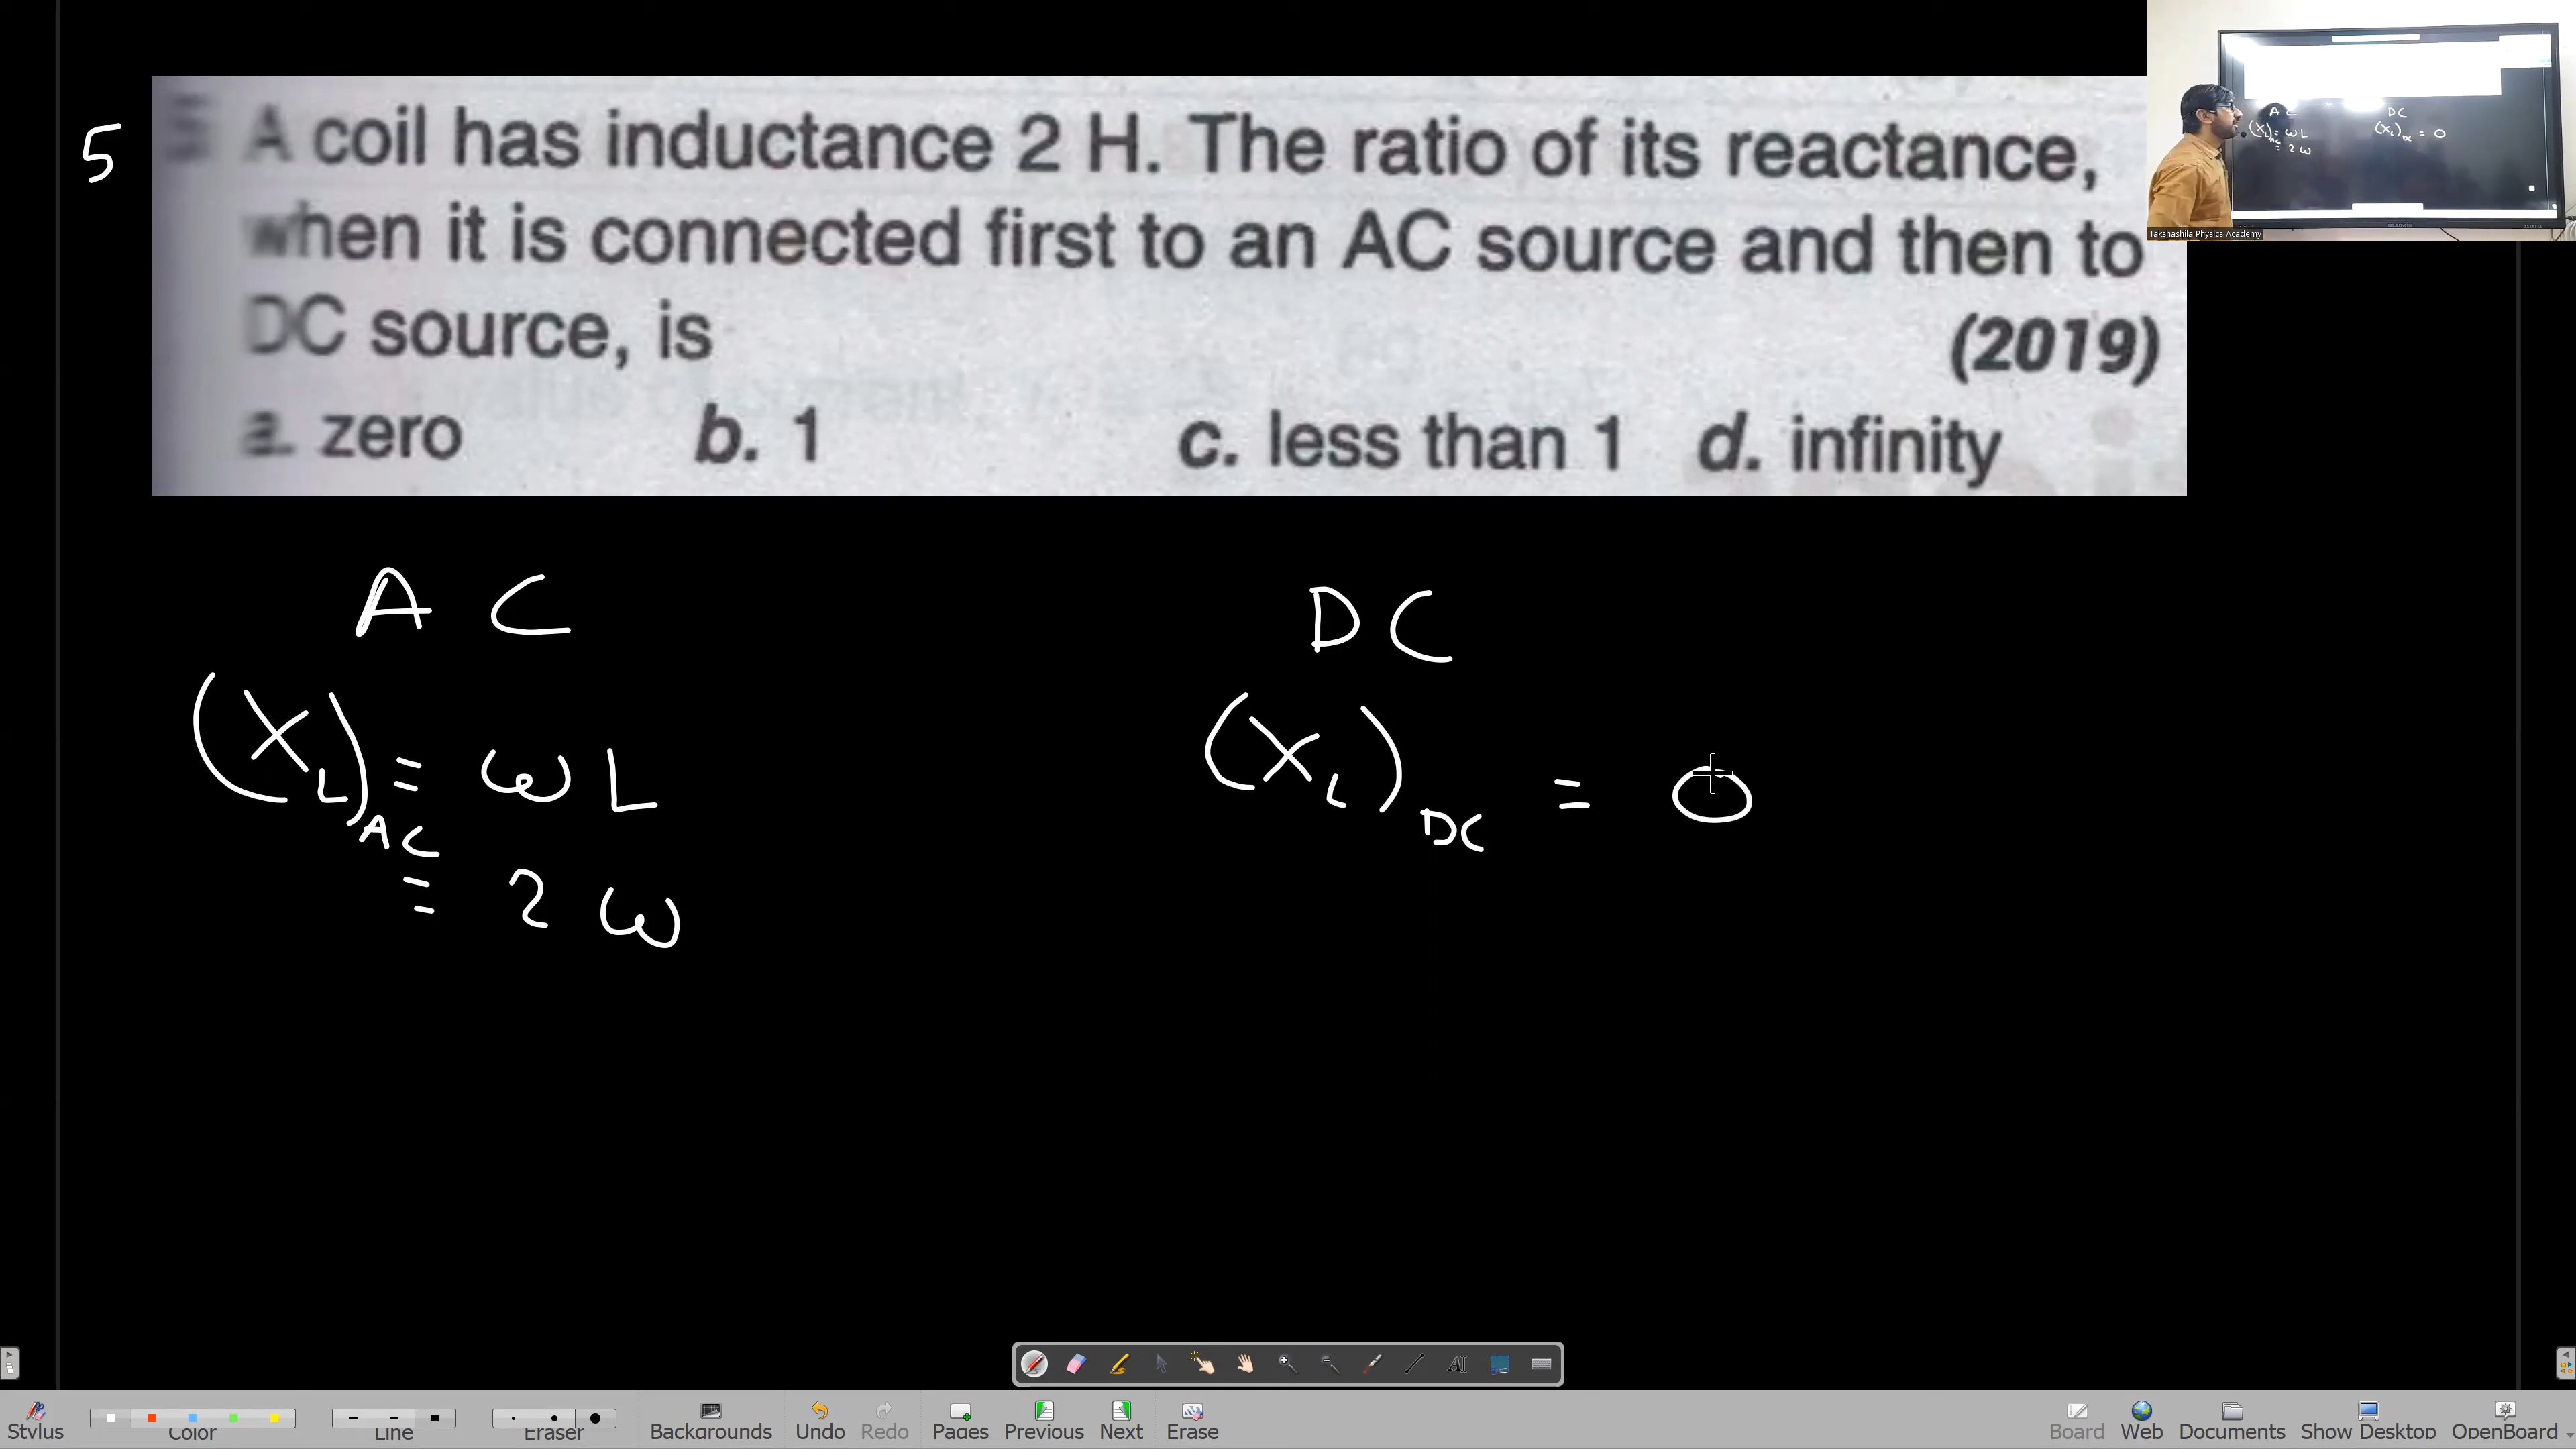 5
A coil has inductance 2 H. The ratio of its reactance,
when it is connected first to an AC source and then to
DC source, is
(2019)
a. zero b. 1 c. less than 1 d. infinity
Takshashila Physics Academy
AC
DC
(X_L)_AC = ωL
(X_L)_DC = 0
= 2ω
Stylus Color Line Eraser Backgrounds Undo Redo Pages Previous Next Erase Board Web Documents Show Desktop OpenBoard